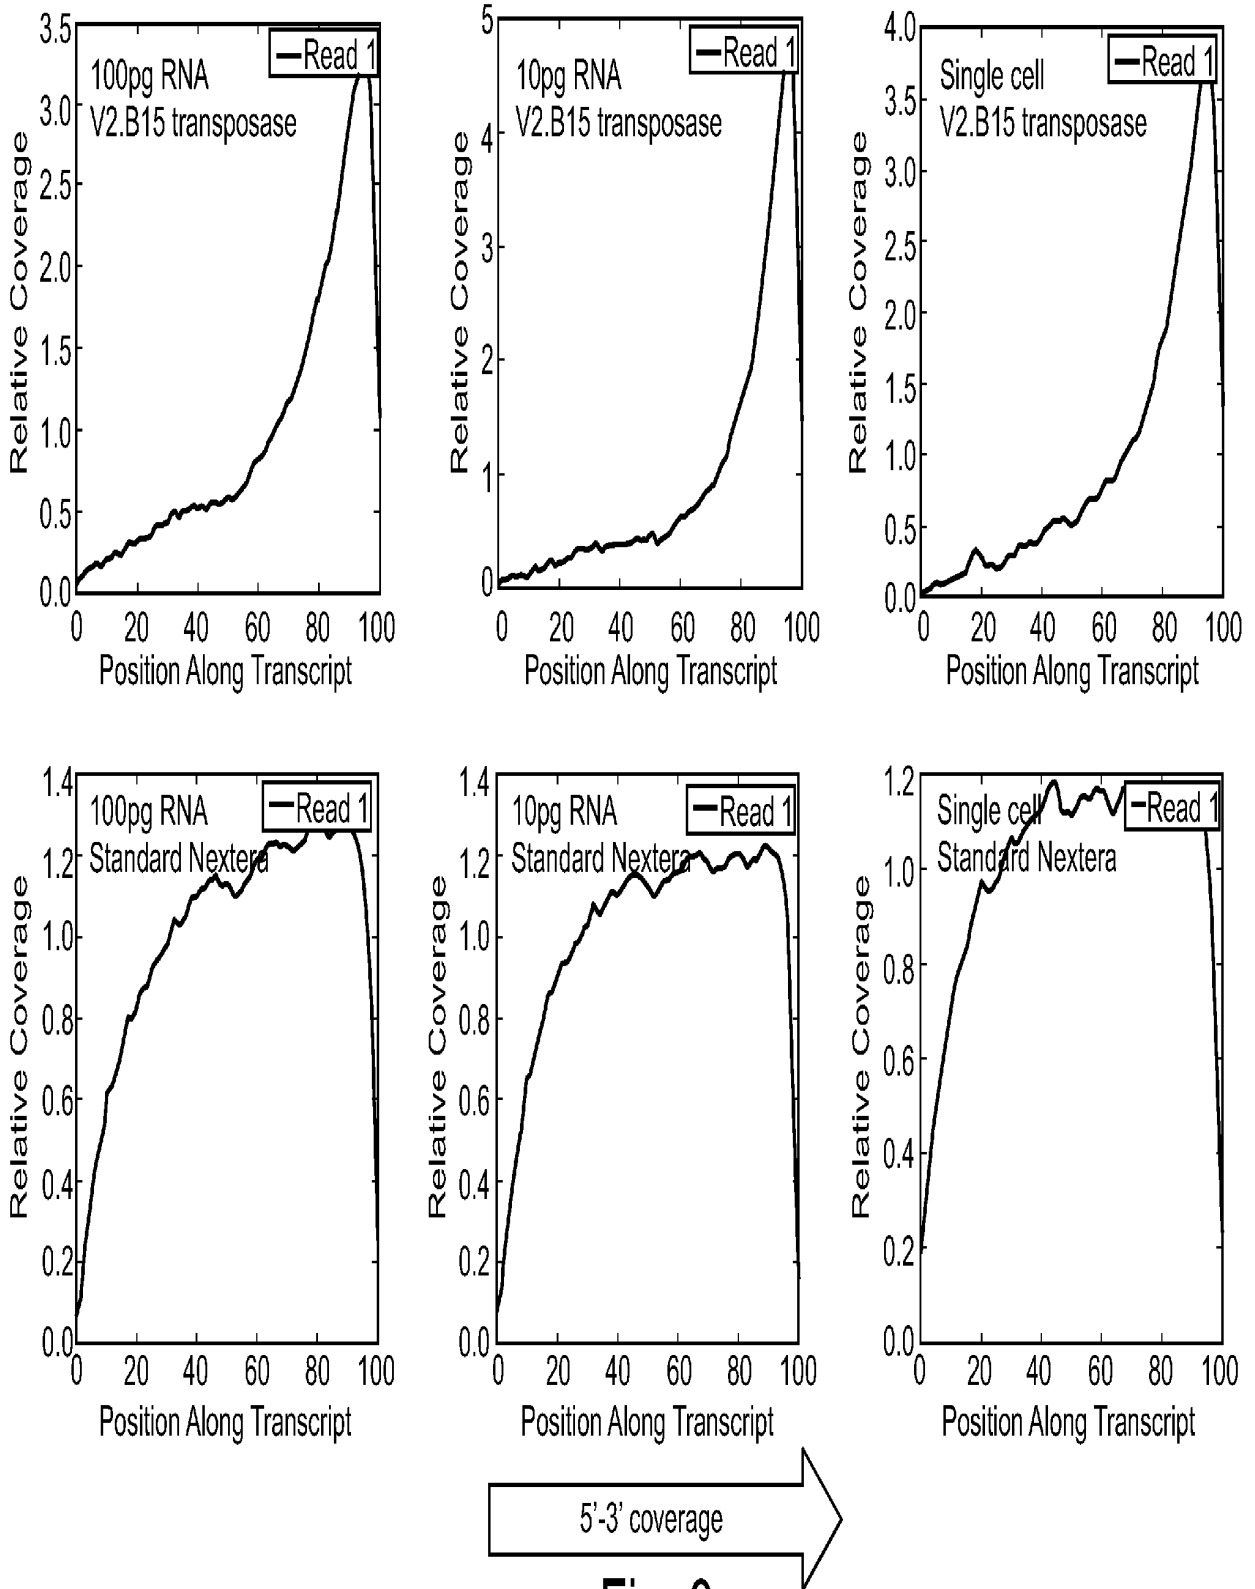 3.5
3.0
2.5
2.0
1.5
1.0
0.5
0.0
Relative Coverage
100pg RNA
V2.B15 transposase
Read 1
0 20 40 60 80 100
Position Along Transcript
5
4
3
2
1
0
Relative Coverage
10pg RNA
V2.B15 transposase
Read 1
0 20 40 60 80 100
Position Along Transcript
4.0
3.5
3.0
2.5
2.0
1.5
1.0
0.5
0.0
Relative Coverage
Single cell
V2.B15 transposase
Read 1
0 20 40 60 80 100
Position Along Transcript
1.4
1.2
1.0
0.8
0.6
0.4
0.2
0.0
Relative Coverage
100pg RNA
Standard Nextera
Read 1
0 20 40 60 80 100
Position Along Transcript
1.4
1.2
1.0
0.8
0.6
0.4
0.2
0.0
Relative Coverage
10pg RNA
Standard Nextera
Read 1
0 20 40 60 80 100
Position Along Transcript
1.2
1.0
0.8
0.6
0.4
0.2
0.0
Relative Coverage
Single cell
Standard Nextera
Read 1
0 20 40 60 80 100
Position Along Transcript
5’-3’ coverage